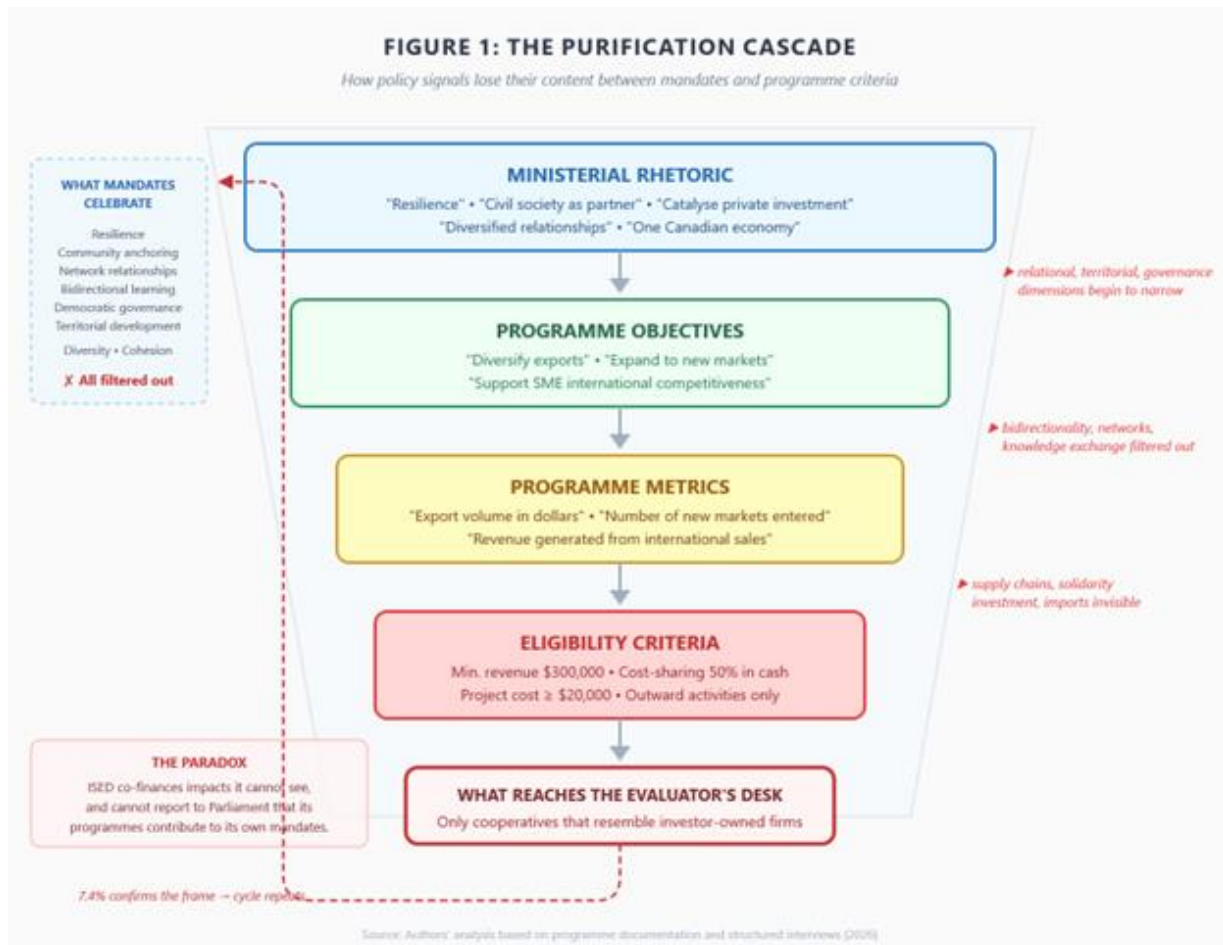 FIGURE 1: THE PURIFICATION CASCADE
How policy signals lose their content between mandates and programme criteria
WHAT MANDATES
CELEBRATE
Resilience
Community anchoring
Network relationships
Bidirectional learning
Democratic governance
Territorial development
Diversity • Cohesion
✗ All filtered out
MINISTERIAL RHETORIC
"Resilience" • "Civil society as partner" • "Catalyse private investment"
"Diversified relationships" • "One Canadian economy"
▶ relational, territorial, governance
dimensions begin to narrow
PROGRAMME OBJECTIVES
"Diversify exports" • "Expand to new markets"
"Support SME international competitiveness"
▶ bidirectionality, networks,
knowledge exchange filtered out
PROGRAMME METRICS
"Export volume in dollars" • "Number of new markets entered"
"Revenue generated from international sales"
▶ supply chains, solidarity
investment, imports invisible
ELIGIBILITY CRITERIA
Min. revenue $300,000 • Cost-sharing 50% in cash
Project cost ≥ $20,000 • Outward activities only
THE PARADOX
ISED co-finances impacts it cannot see,
and cannot report to Parliament that its
programmes contribute to its own mandates.
WHAT REACHES THE EVALUATOR'S DESK
Only cooperatives that resemble investor-owned firms
7.4% confirms the frame → cycle repeats
Source: Authors' analysis based on programme documentation and structured interviews (2026)